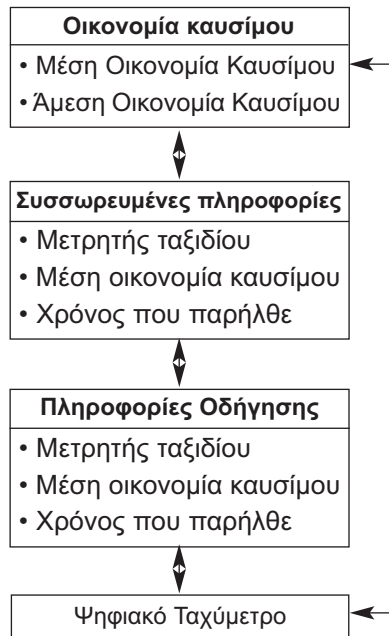 Οικονομία καυσίμου
• Μέση Οικονομία Καυσίμου
• Άμεση Οικονομία Καυσίμου
Συσσωρευμένες πληροφορίες
• Μετρητής ταξιδίου
• Μέση οικονομία καυσίμου
• Χρόνος που παρήλθε
Πληροφορίες Οδήγησης
• Μετρητής ταξιδίου
• Μέση οικονομία καυσίμου
• Χρόνος που παρήλθε
Ψηφιακό Ταχύμετρο